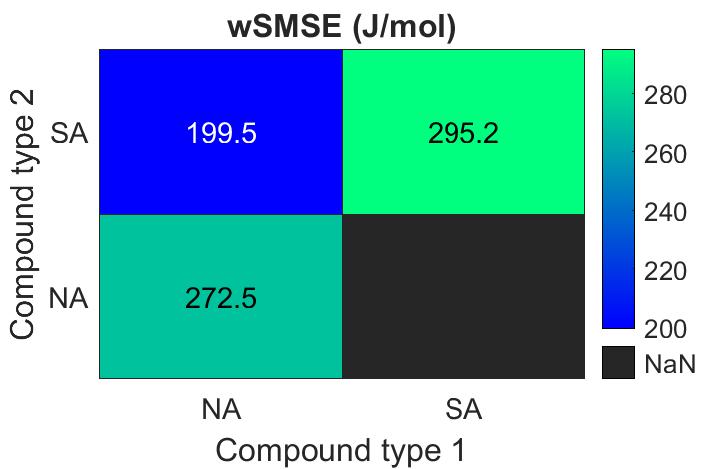 wSMSE (J/mol)
Compound type 2
SA
199.5
295.2
NA
272.5
NA
SA
Compound type 1
280
260
240
220
200
NaN